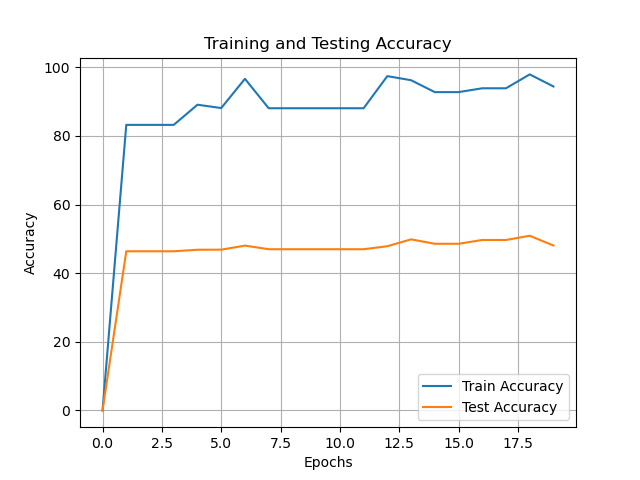 Training and Testing Accuracy
100
80
60
40
20
0
Accuracy
0.0 2.5 5.0 7.5 10.0 12.5 15.0 17.5
Epochs
Train Accuracy
Test Accuracy